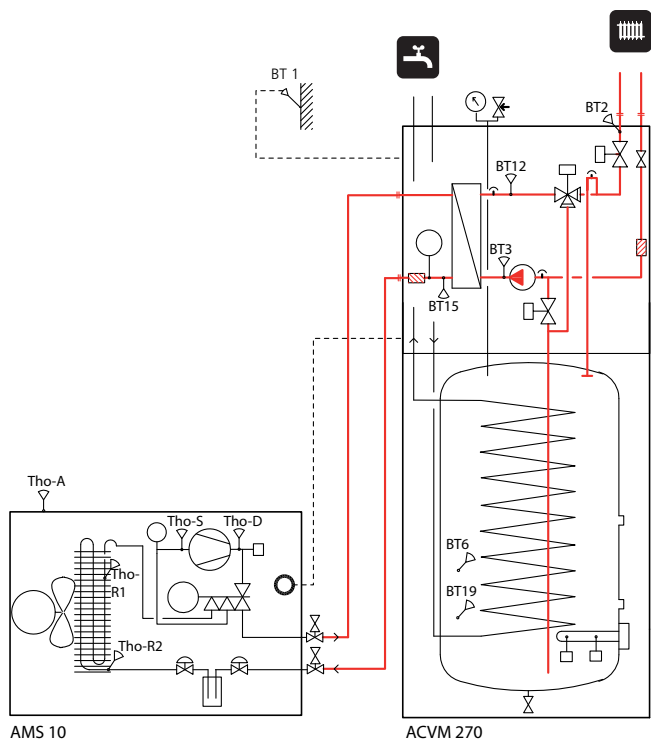 BT 1
BT2
BT12
BT3
BT15
Tho-A
Tho-S
Tho-D
Tho-
R1
Tho-R2
BT6
BT19
AMS 10
ACVM 270